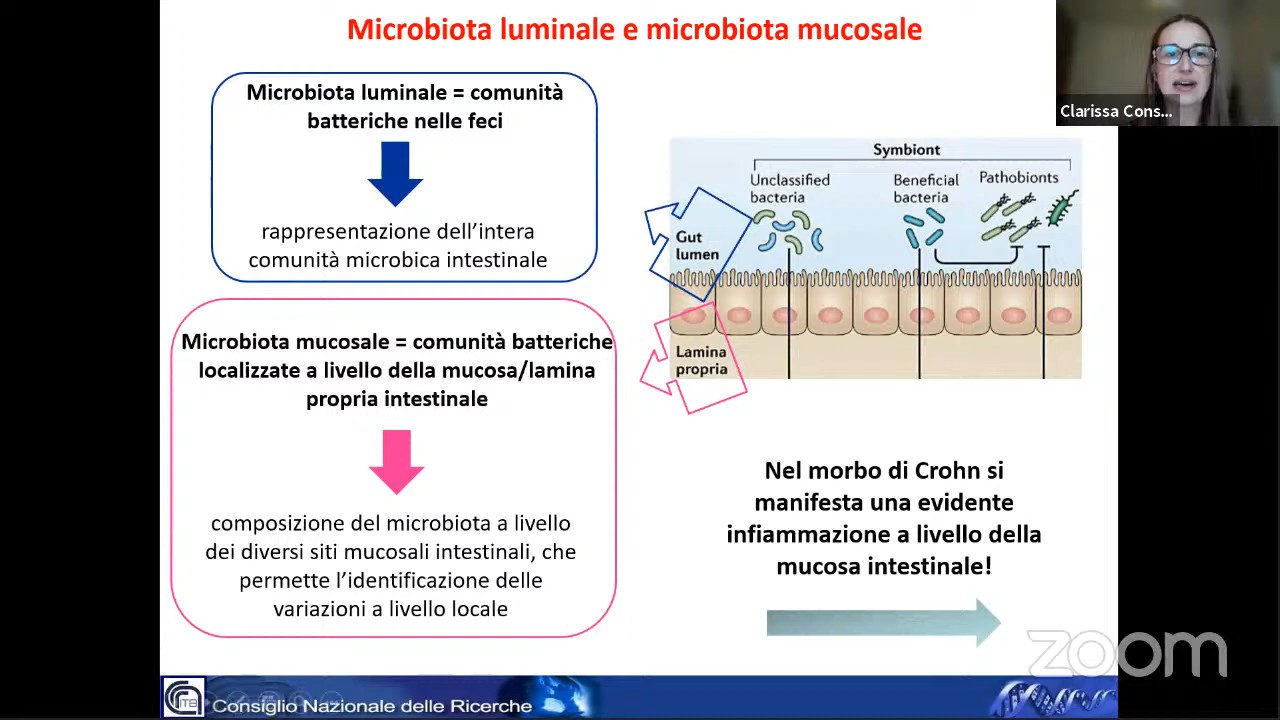 Microbiota luminale e microbiota mucosale
Clarissa Cons...
Microbiota luminale = comunità
batteriche nelle feci
rappresentazione dell’intera
comunità microbica intestinale
Microbiota mucosale = comunità batteriche
localizzate a livello della mucosa/lamina
propria intestinale
composizione del microbiota a livello
dei diversi siti mucosali intestinali, che
permette l’identificazione delle
variazioni a livello locale
Symbiont
Unclassified
bacteria
Beneficial
bacteria
Pathobionts
Gut
lumen
Lamina
propria
Nel morbo di Crohn si
manifesta una evidente
infiammazione a livello della
mucosa intestinale!
zoom
ITB
Consiglio Nazionale delle Ricerche